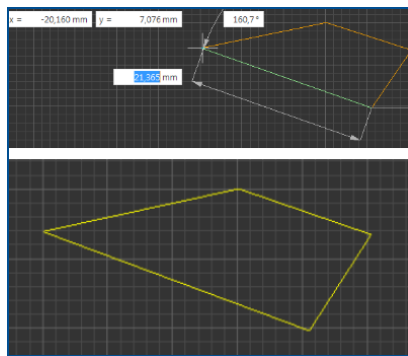 x = -20,160 mm y = 7,076 mm 160,7 °
21,365 mm